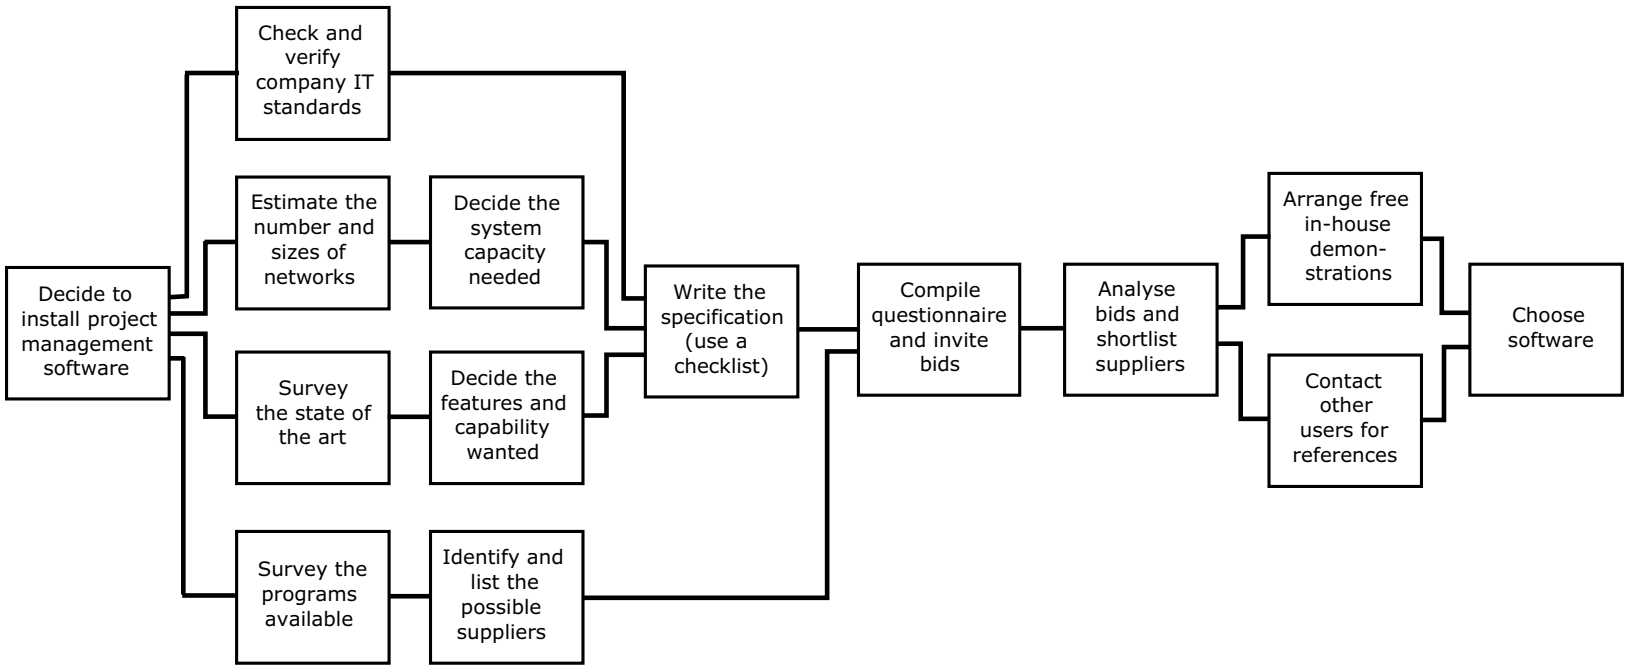 Check and
verify
company IT
standards
Estimate the
number and
sizes of
networks
Decide the
system
capacity
needed
Decide to
install project
management
software
Survey
the state of
the art
Decide the
features and
capability
wanted
Survey the
programs
available
Identify and
list the
possible
suppliers
Write the
specification
(use a
checklist)
Compile
questionnaire
and invite
bids
Analyse
bids and
shortlist
suppliers
Arrange free
in-house
demon-
strations
Contact
other
users for
references
Choose
software